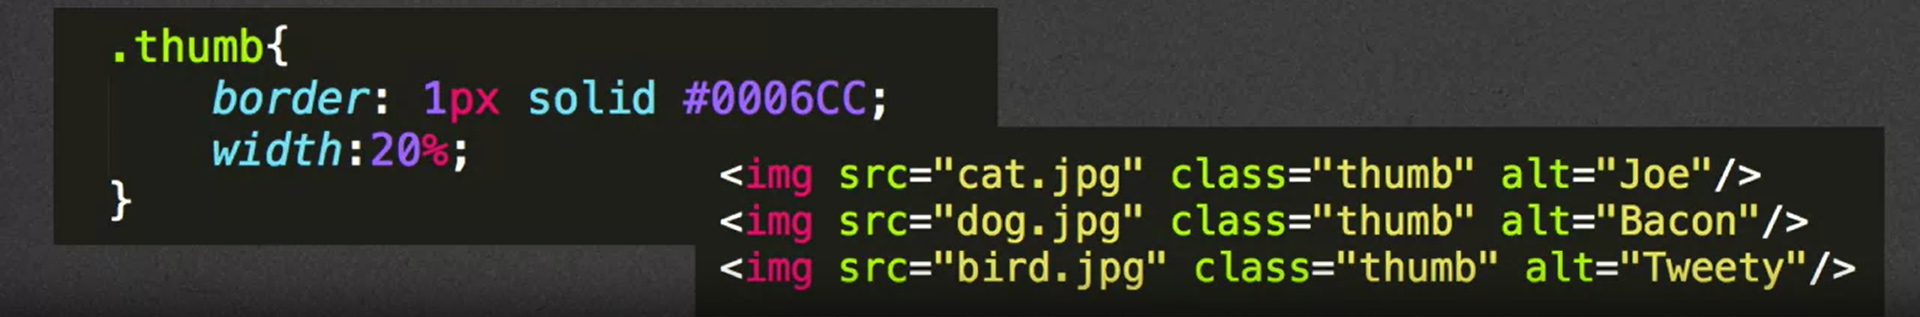 .thumb{
border: 1px solid #0006CC;
width:20%;
}
<img src="cat.jpg" class="thumb" alt="Joe"/>
<img src="dog.jpg" class="thumb" alt="Bacon"/>
<img src="bird.jpg" class="thumb" alt="Tweety"/>